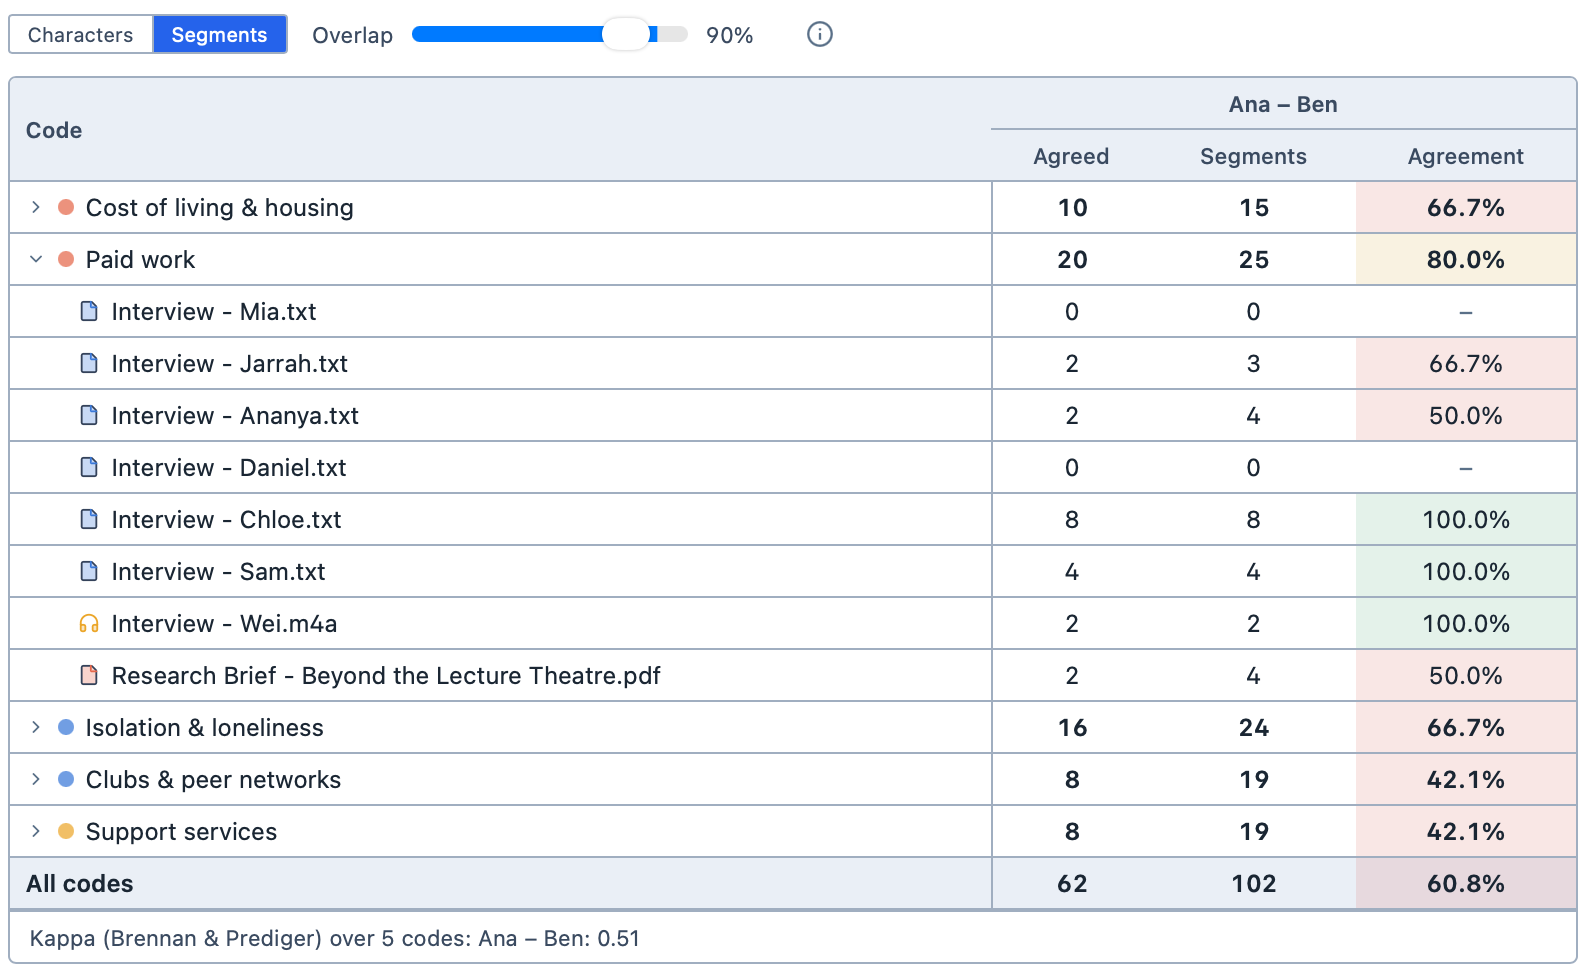 Characters Segments Overlap 90%
Code Ana – Ben
Agreed Segments Agreement
Cost of living & housing 10 15 66.7%
Paid work 20 25 80.0%
Interview - Mia.txt 0 0 –
Interview - Jarrah.txt 2 3 66.7%
Interview - Ananya.txt 2 4 50.0%
Interview - Daniel.txt 0 0 –
Interview - Chloe.txt 8 8 100.0%
Interview - Sam.txt 4 4 100.0%
Interview - Wei.m4a 2 2 100.0%
Research Brief - Beyond the Lecture Theatre.pdf 2 4 50.0%
Isolation & loneliness 16 24 66.7%
Clubs & peer networks 8 19 42.1%
Support services 8 19 42.1%
All codes 62 102 60.8%
Kappa (Brennan & Prediger) over 5 codes: Ana – Ben: 0.51